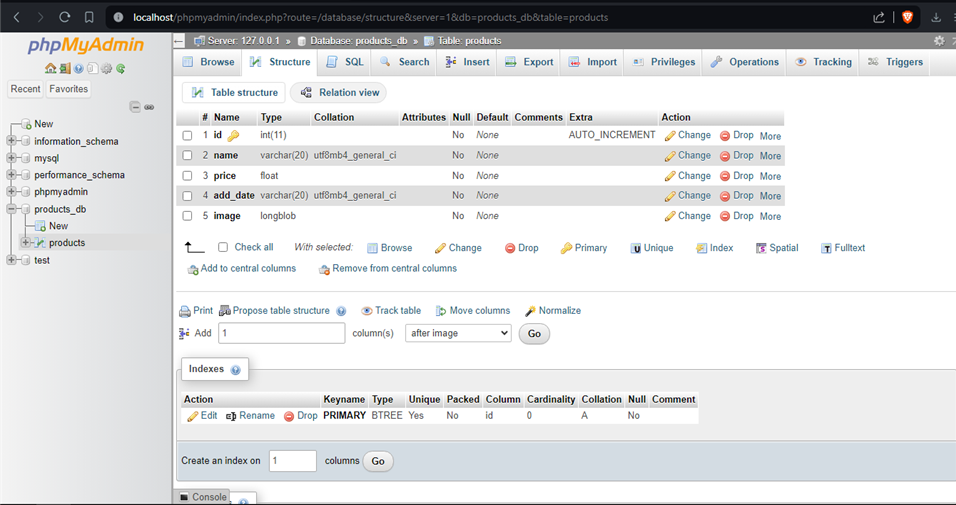 localhost/phpmyadmin/index.php?route=/database/structure&server=1&db=products_db&table=products
phpMyAdmin
Recent Favorites
New
information_schema
mysql
performance_schema
phpmyadmin
products_db
New
products
test
Server: 127.0.0.1 » Database: products_db » Table: products
Browse Structure SQL Search Insert Export Import Privileges Operations Tracking Triggers
Table structure Relation view
# Name Type Collation Attributes Null Default Comments Extra Action
1 id int(11) No None AUTO_INCREMENT Change Drop More
2 name varchar(20) utf8mb4_general_ci No None Change Drop More
3 price float No None Change Drop More
4 add_date varchar(20) utf8mb4_general_ci No None Change Drop More
5 image longblob No None Change Drop More
Check all With selected: Browse Change Drop Primary Unique Index Spatial Fulltext
Add to central columns Remove from central columns
Print Propose table structure Track table Move columns Normalize
Add 1 column(s) after image Go
Indexes
Action Keyname Type Unique Packed Column Cardinality Collation Null Comment
Edit Rename Drop PRIMARY BTREE Yes No id 0 A No
Create an index on 1 columns Go
Console